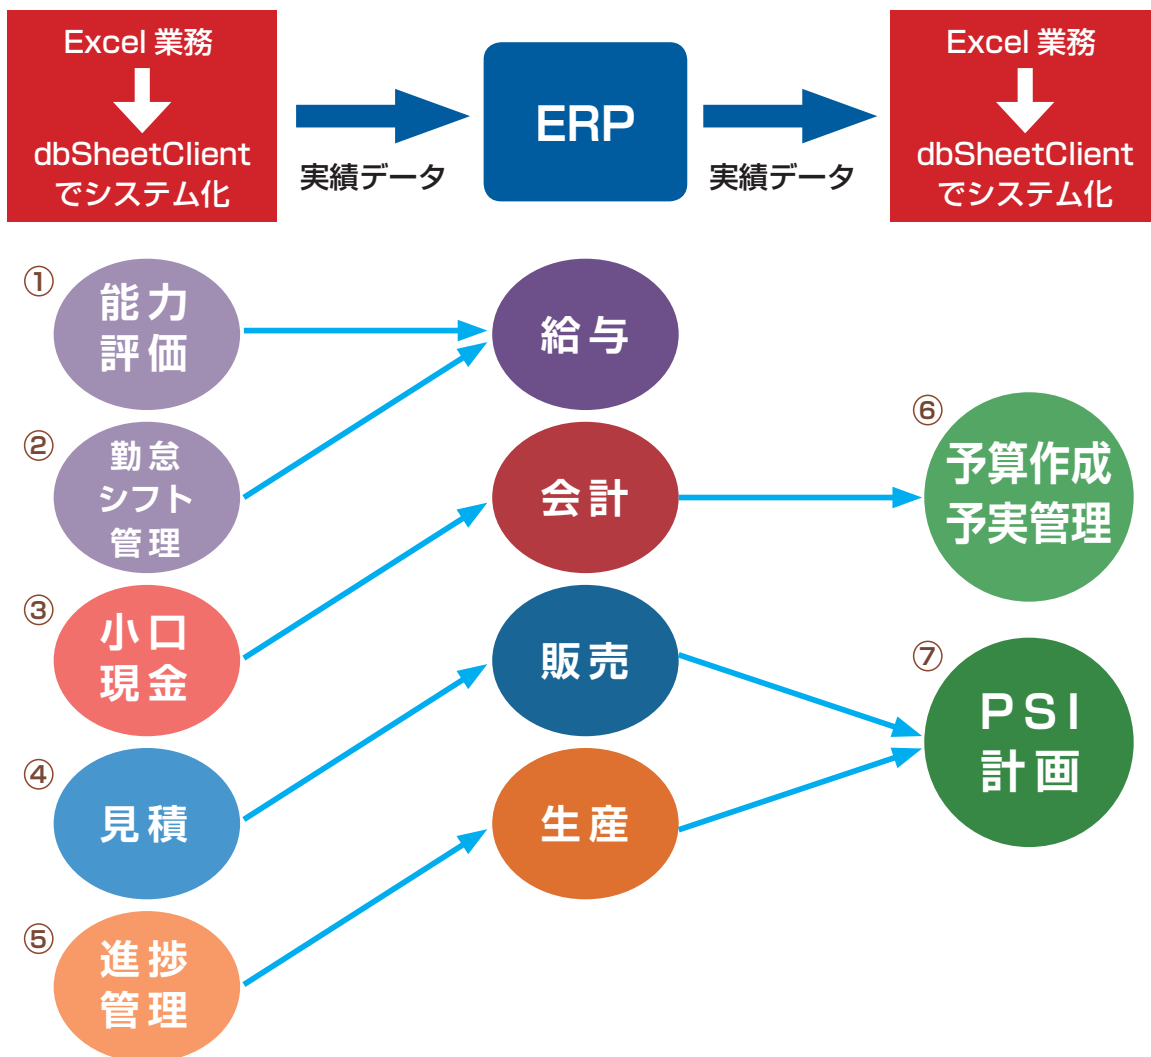 Excel 業務
dbSheetClient
でシステム化
実績データ
ERP
実績データ
Excel 業務
dbSheetClient
でシステム化
①
能力
評価
②
勤怠
シフト
管理
③
小口
現金
④
見積
⑤
進捗
管理
給与
会計
販売
生産
⑥
予算作成
予実管理
⑦
PSI
計画